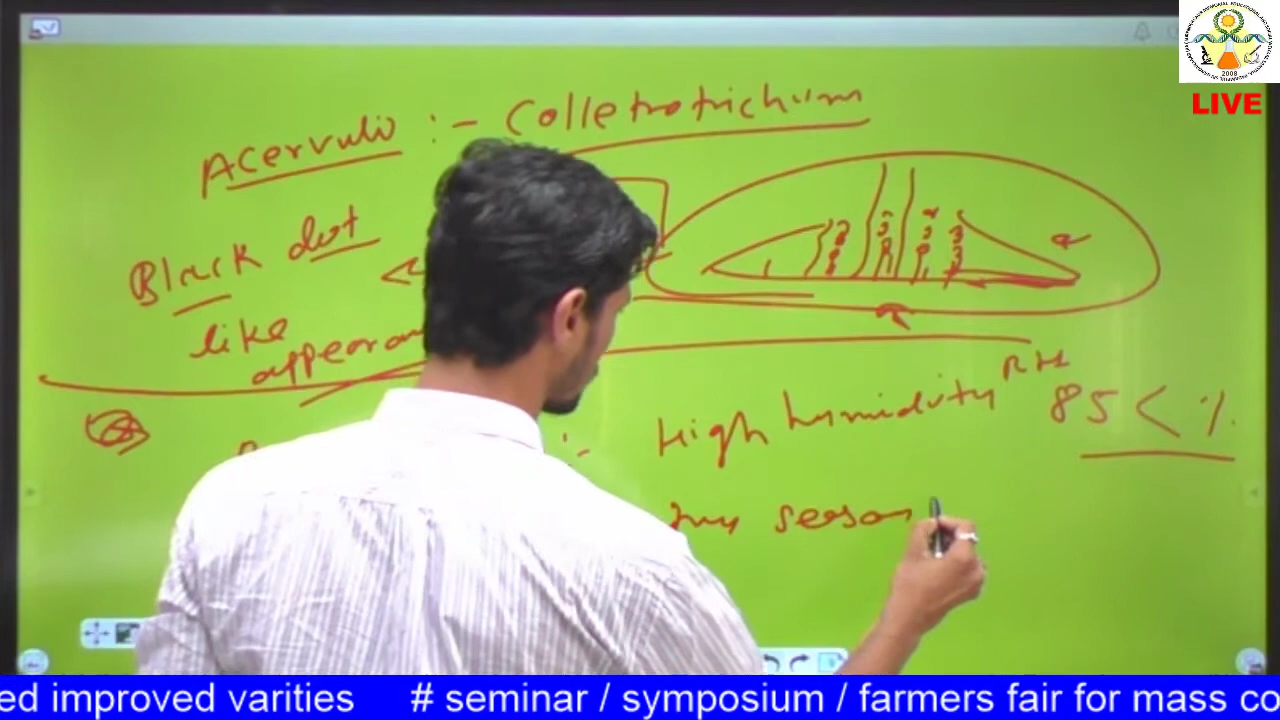 Acervuli :- Colletotrichum
Black dot
like
appearan
High humidity RH 85 < %
season
LIVE
2008
ed improved varities # seminar / symposium / farmers fair for mass co